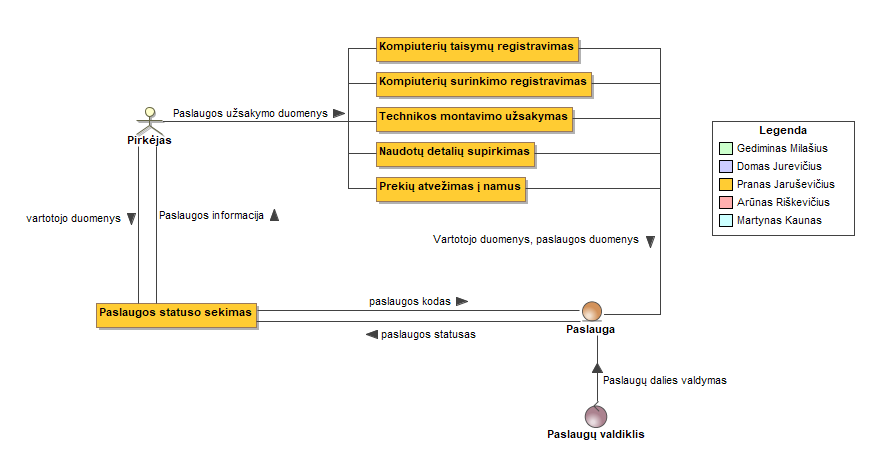 Kompiuterių taisymų registravimas
Kompiuterių surinkimo registravimas
Paslaugos užsakymo duomenys
Technikos montavimo užsakymas
Pirkėjas
Naudotų detalių supirkimas
Prekių atvežimas į namus
Legenda
Gediminas Milašius
Domas Jurevičius
Pranas Jaruševičius
Arūnas Riškevičius
Martynas Kaunas
vartotojo duomenys
Paslaugos informacija
Vartotojo duomenys, paslaugos duomenys
Paslaugos statuso sekimas
paslaugos kodas
Paslauga
paslaugos statusas
Paslaugų dalies valdymas
Paslaugų valdiklis